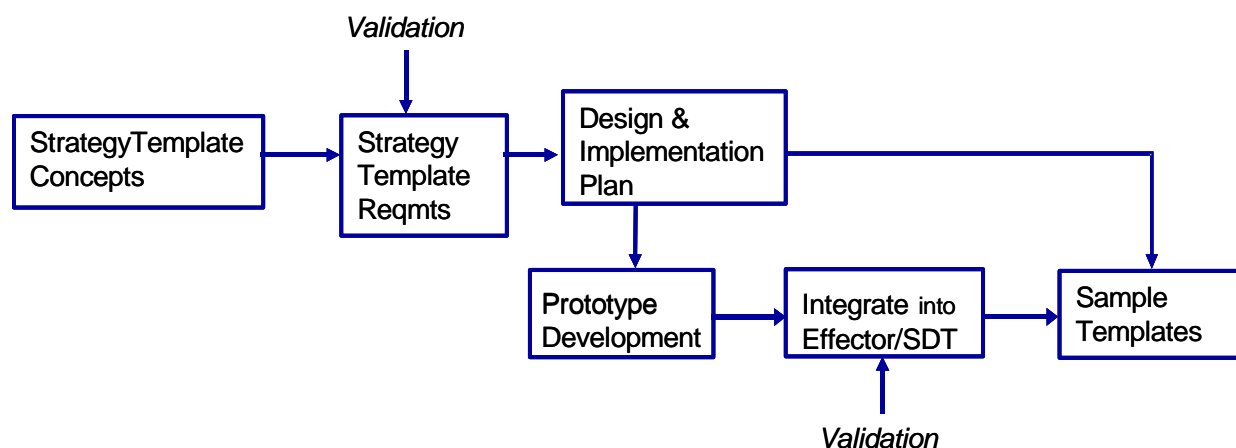 Validation
StrategyTemplate
Concepts
Strategy
Template
Reqmts
Design &
Implementation
Plan
Prototype
Development
Integrate into
Effector/SDT
Sample
Templates
Validation